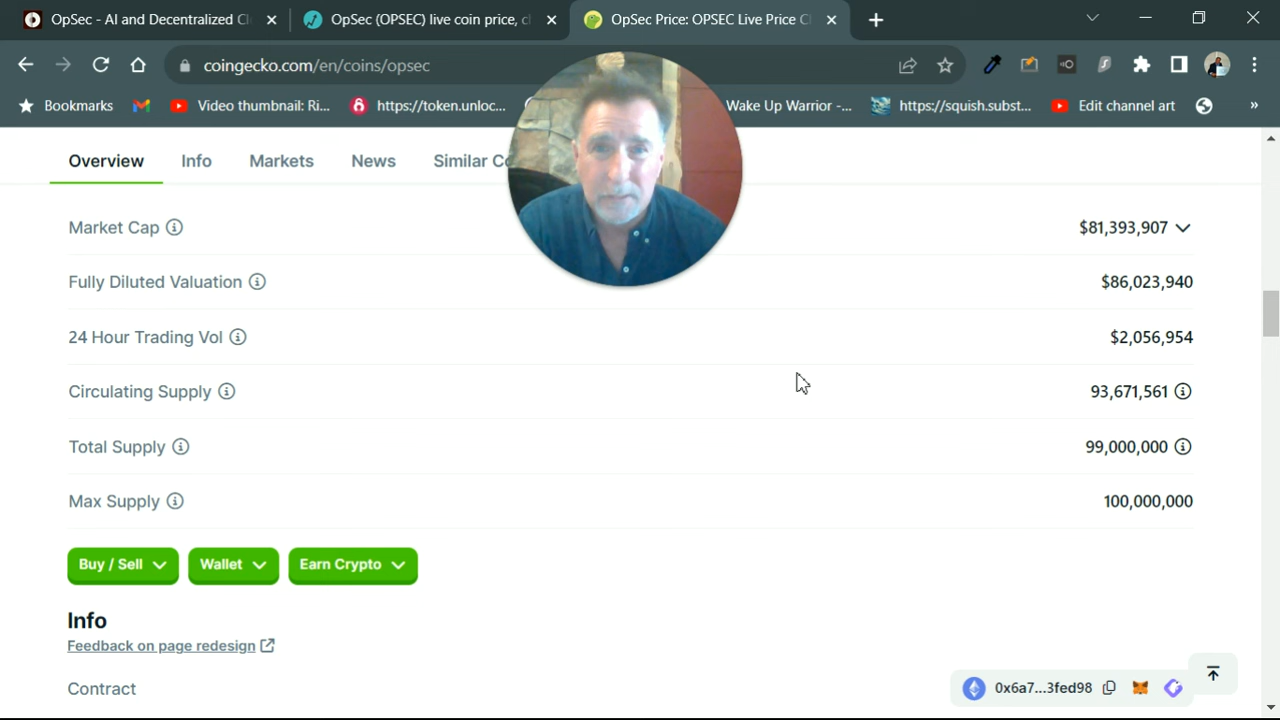 OpSec - AI and Decentralized Cl
OpSec (OPSEC) live coin price, c
OpSec Price: OPSEC Live Price C
coingecko.com/en/coins/opsec
Bookmarks
Video thumbnail: Ri...
https://token.unloc...
Wake Up Warrior -...
https://squish.subst...
Edit channel art
»
Overview
Info
Markets
News
Similar Co
Market Cap
$81,393,907
Fully Diluted Valuation
$86,023,940
24 Hour Trading Vol
$2,056,954
Circulating Supply
93,671,561
Total Supply
99,000,000
Max Supply
100,000,000
Buy / Sell
Wallet
Earn Crypto
Info
Feedback on page redesign
Contract
0x6a7...3fed98